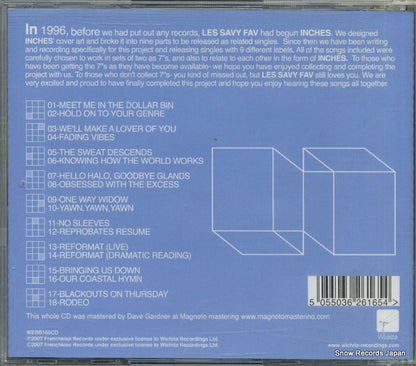 In 1996, before we had put out any records, LES SAVY FAV had begun INCHES. We designed
INCHES' cover art and broke it into nine parts to be released as related singles. Since then we have been writing
and recording specifically for this project and releasing singles with 9 different labels. All of the songs included were
carefully chosen to work in sets of two as 7"s, and also to relate to each other in the form of INCHES. To those who
have been getting the 7"s as they have become available- we hope you have enjoyed collecting and completing the
project with us. To those who don't collect 7"s- you kind of missed out, but LES SAVY FAV still loves you. We are
very excited and proud to have finally completed this project and hope you enjoy hearing these songs all together.
01-MEET ME IN THE DOLLAR BIN
02-HOLD ON TO YOUR GENRE
03-WE'LL MAKE A LOVER OF YOU
04-FADING VIBES
05-THE SWEAT DESCENDS
06-KNOWING HOW THE WORLD WORKS
07-HELLO HALO, GOODBYE GLANDS
08-OBSESSED WITH THE EXCESS
09-ONE WAY WIDOW
10-YAWN.YAWN,YAWN
11-NO SLEEVES
12-REPROBATES RESUME
13-REFORMAT (LIVE)
14-REFORMAT (DRAMATIC READING)
15-BRINGING US DOWN
16-OUR COASTAL HYMN
17-BLACKOUTS ON THURSDAY
18-RODEO
5 055036 261654 >
This whole CD was mastered by Dave Gardner at Magneto mastering www.magnetomastering.com
WEBB165CD
℗2007 Frenchkiss Records under exclusive license to Wichita Recordings Ltd.
©2007 Frenchkiss Records under exclusive license to Wichita Recordings Ltd.
www.wichita-recordings.com
Wichita
Snow Records Japan(.com)